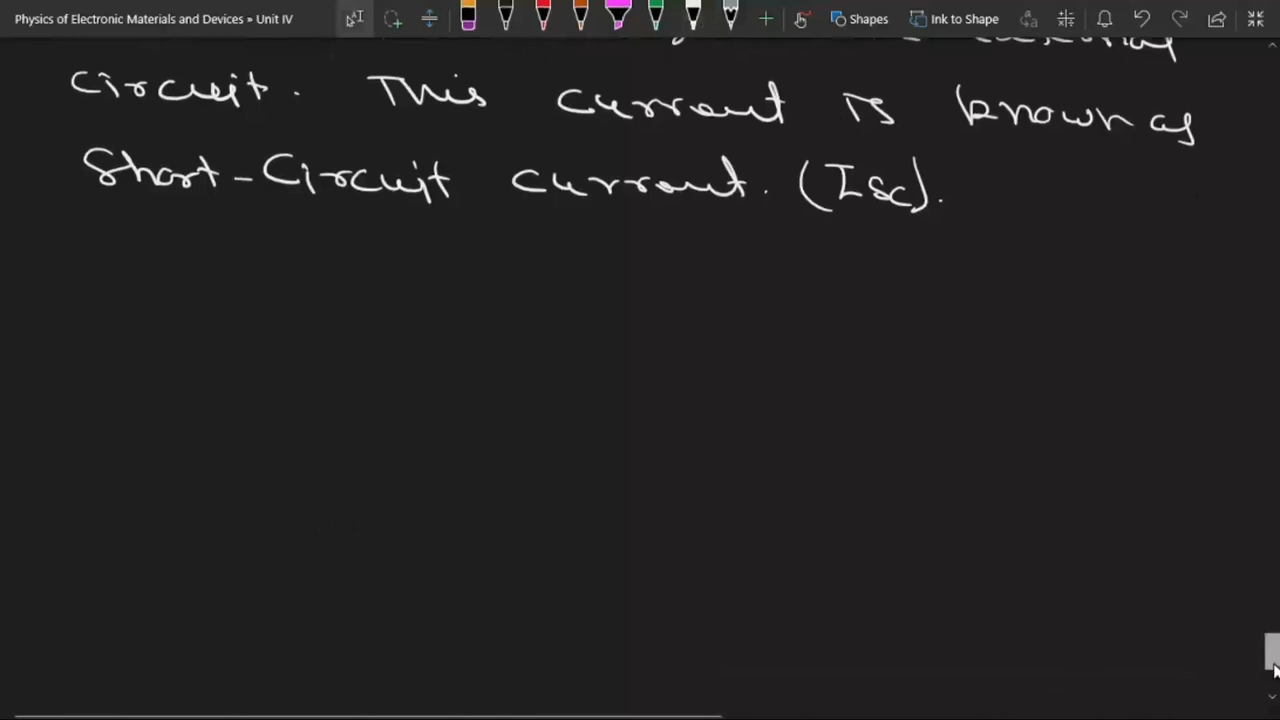 Physics of Electronic Materials and Devices » Unit IV
Shapes
Ink to Shape
circuit. This current is known as
Short-Circuit current. (Isc).